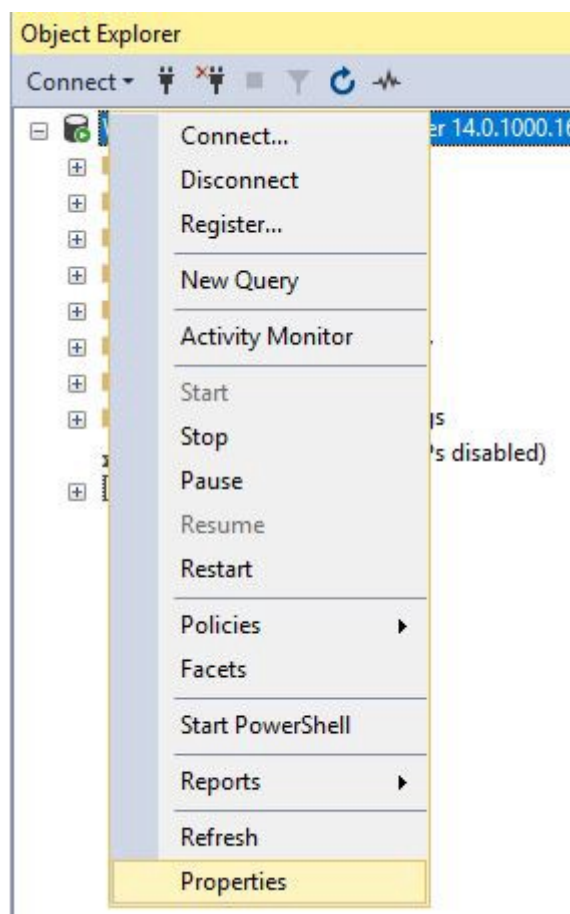 Object Explorer
Connect
er 14.0.1000.16
Connect...
Disconnect
Register...
New Query
Activity Monitor
Start
gs
Stop
's disabled)
Pause
Resume
Restart
Policies
Facets
Start PowerShell
Reports
Refresh
Properties